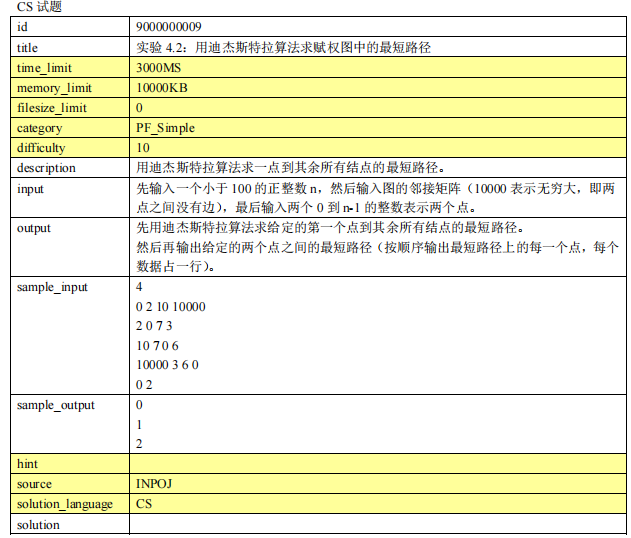 CS 试题
id 9000000009
title 实验 4.2：用迪杰斯特拉算法求赋权图中的最短路径
time_limit 3000MS
memory_limit 10000KB
filesize_limit 0
category PF_Simple
difficulty 10
description 用迪杰斯特拉算法求一点到其余所有结点的最短路径。
input 先输入一个小于 100 的正整数 n，然后输入图的邻接矩阵（10000 表示无穷大，即两
点之间没有边），最后输入两个 0 到 n-1 的整数表示两个点。
output 先用迪杰斯特拉算法求给定的第一个点到其余所有结点的最短路径。
然后再输出给定的两个点之间的最短路径（按顺序输出最短路径上的每一个点，每个
数据占一行）。
sample_input 4
0 2 10 10000
2 0 7 3
10 7 0 6
10000 3 6 0
0 2
sample_output 0
1
2
hint
source INPOJ
solution_language CS
solution